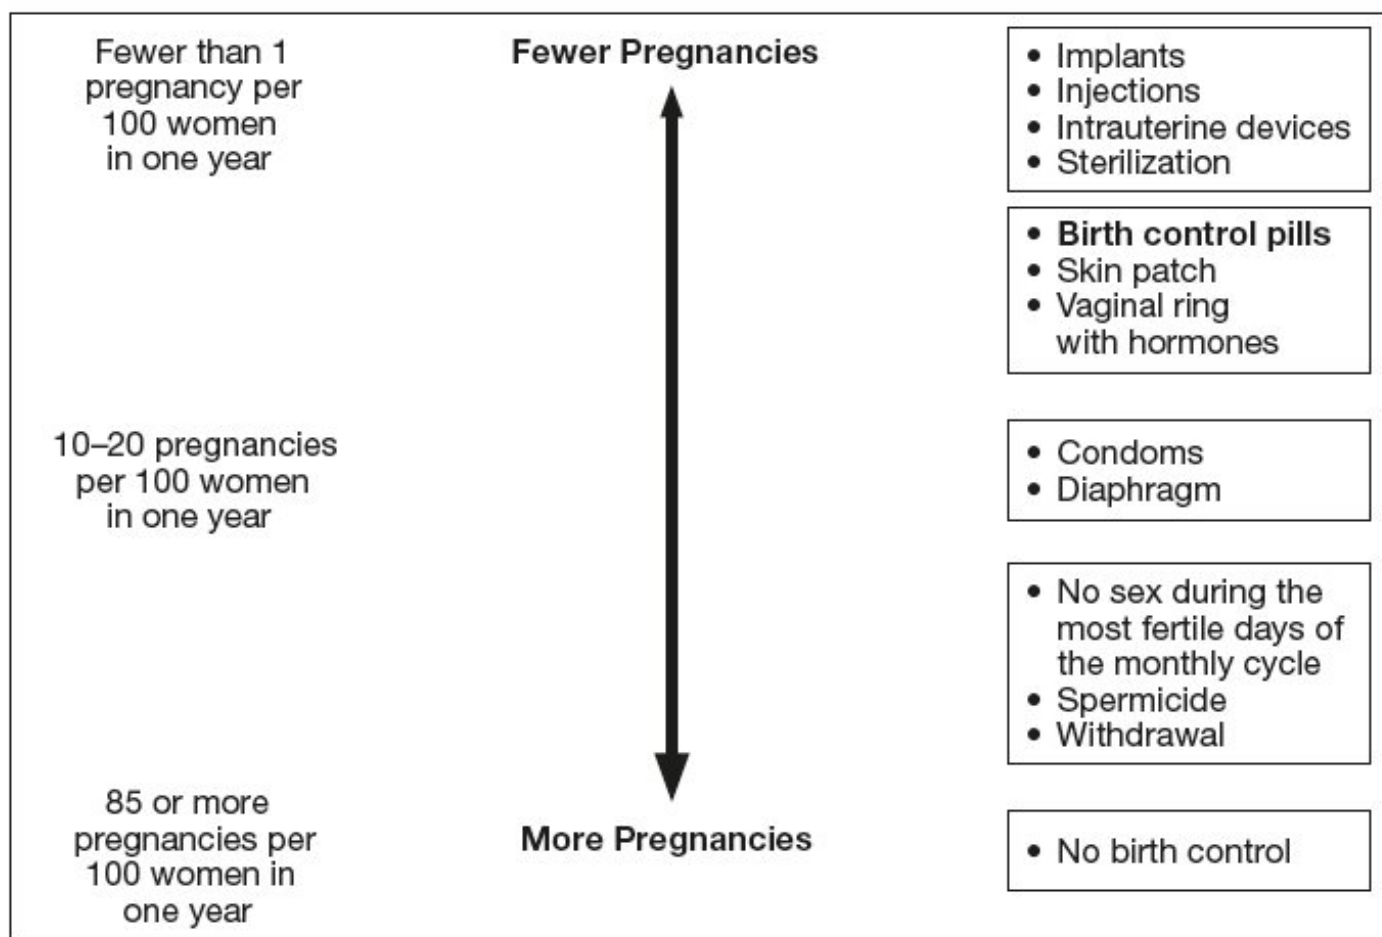 Fewer than 1
pregnancy per
100 women
in one year
Fewer Pregnancies
• Implants
• Injections
• Intrauterine devices
• Sterilization
• Birth control pills
• Skin patch
• Vaginal ring
with hormones
10–20 pregnancies
per 100 women
in one year
• Condoms
• Diaphragm
• No sex during the
most fertile days of
the monthly cycle
• Spermicide
• Withdrawal
85 or more
pregnancies per
100 women in
one year
More Pregnancies
• No birth control